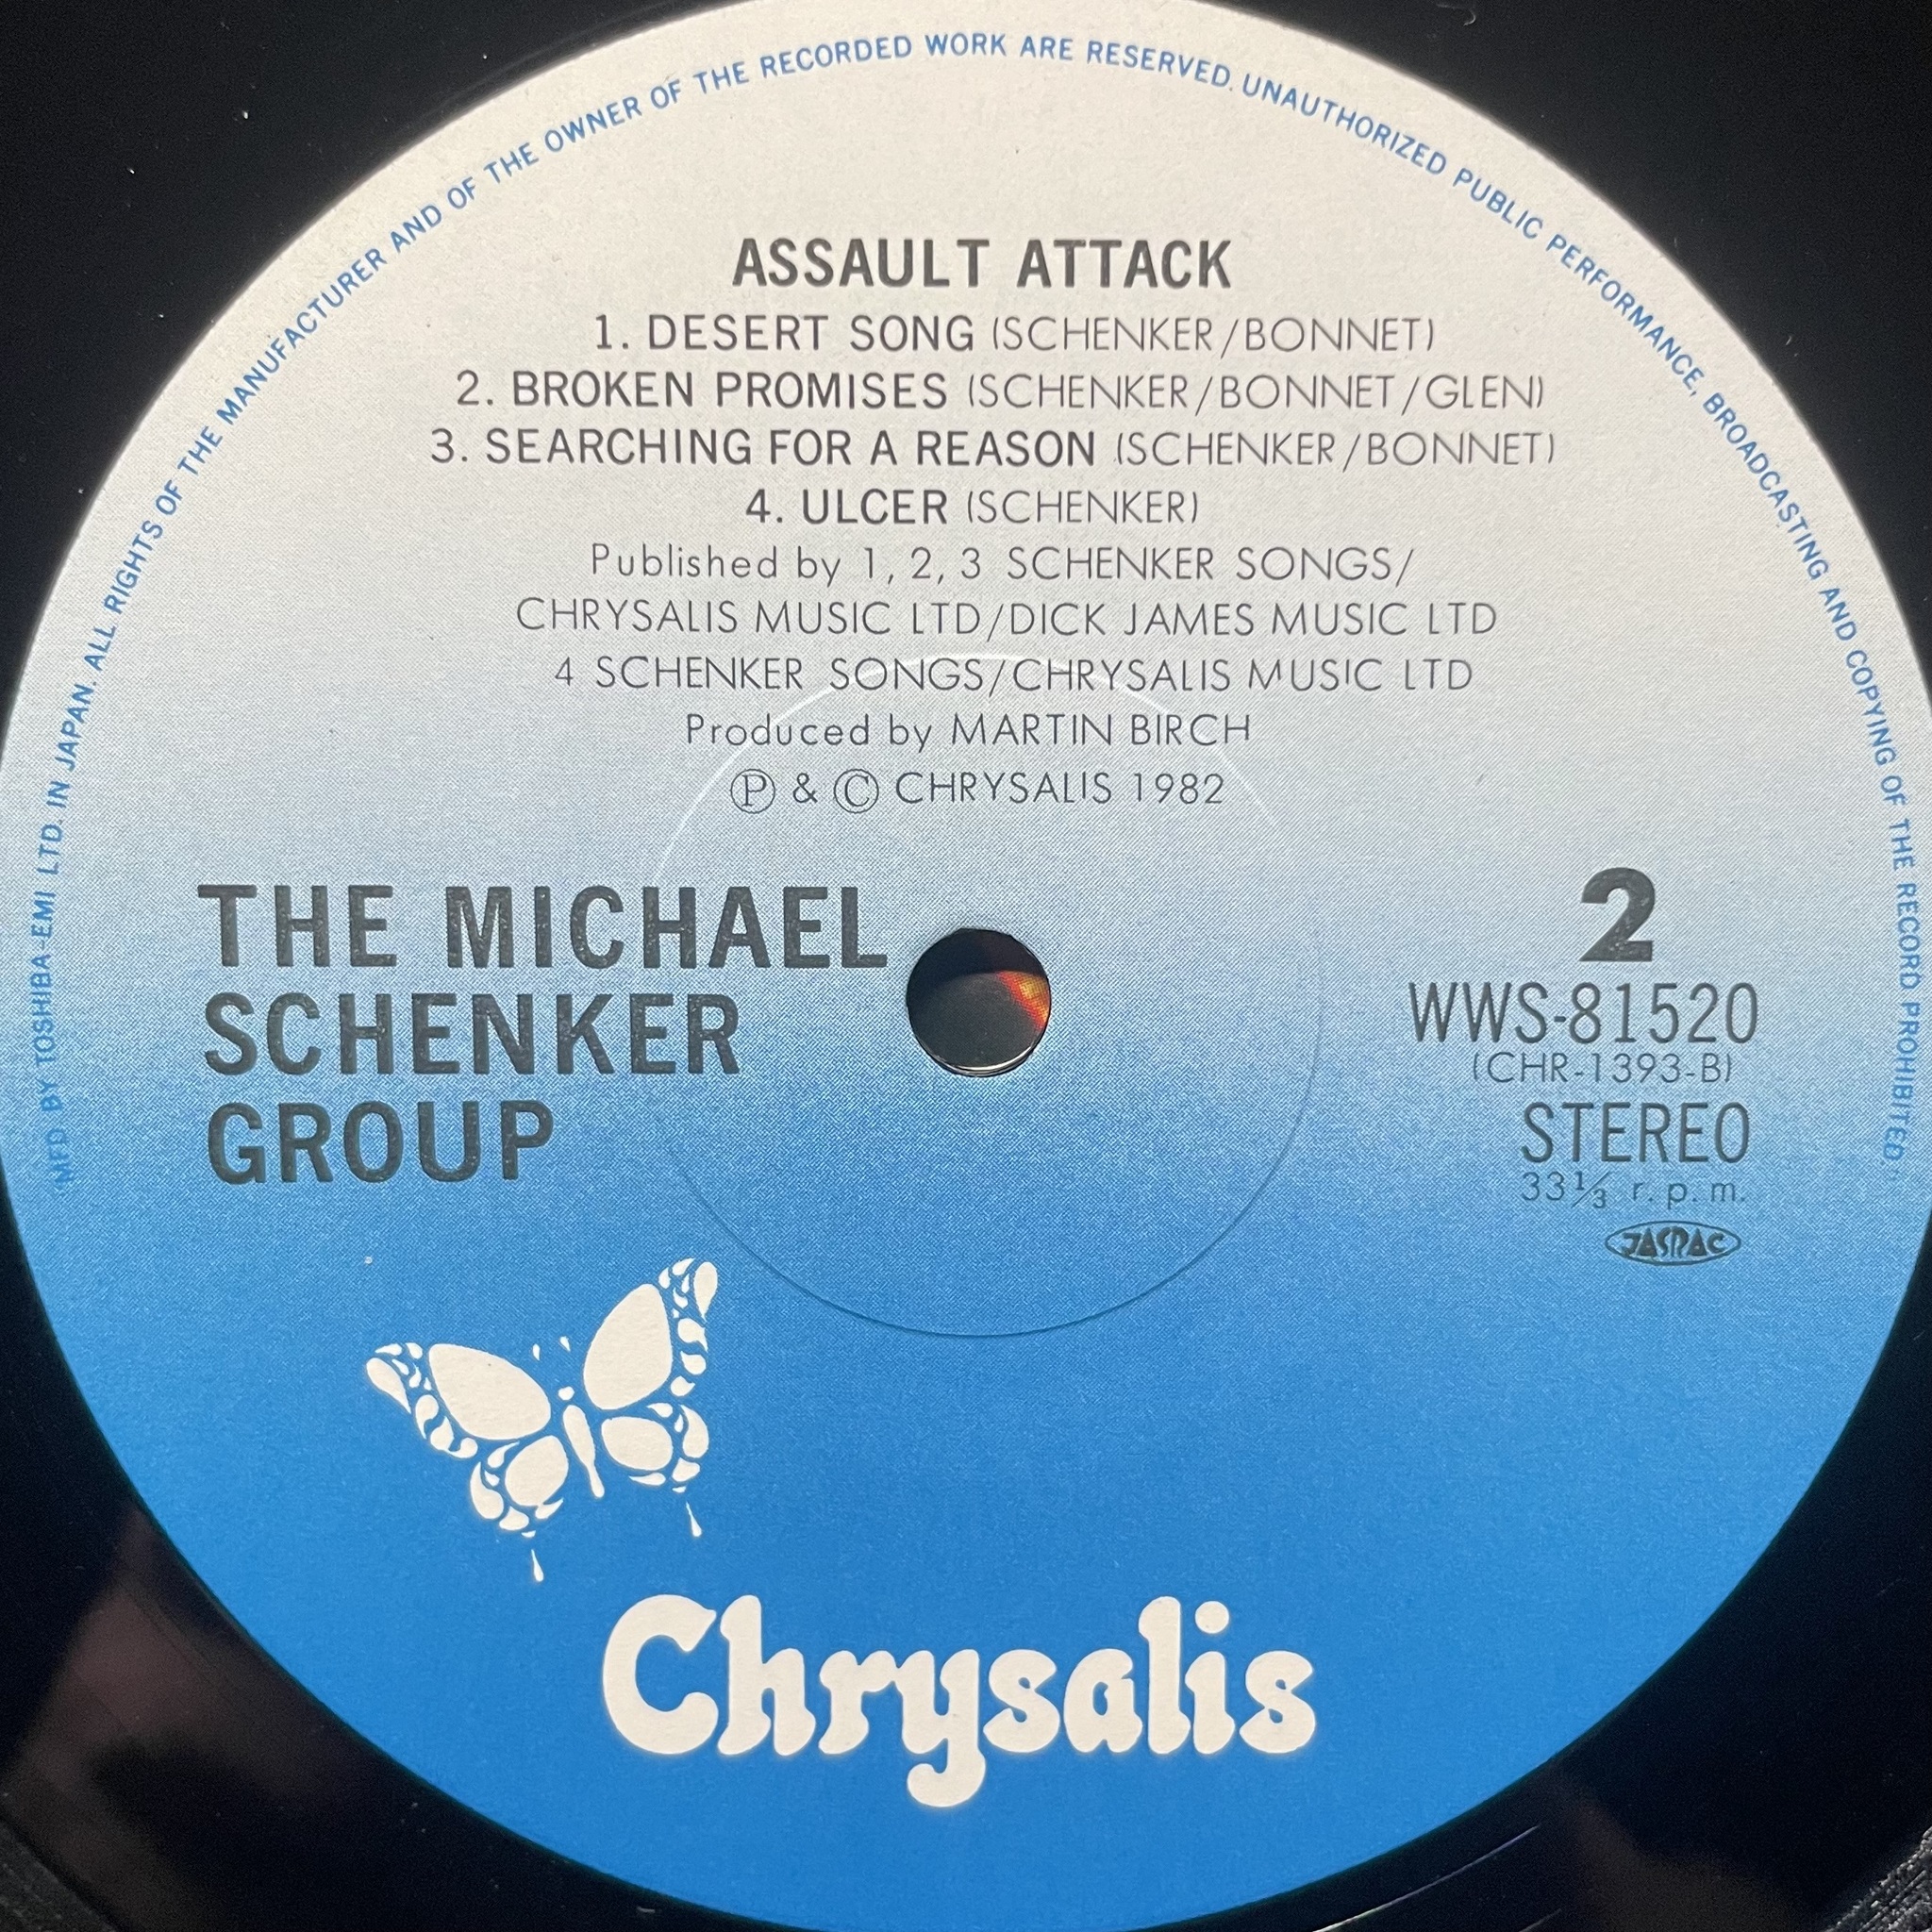 MFD BY TOSHIBA-EMI LTD. IN JAPAN. ALL RIGHTS OF THE MANUFACTURER AND OF THE OWNER OF THE RECORDED WORK ARE RESERVED. UNAUTHORIZED PUBLIC PERFORMANCE, BROADCASTING AND COPYING OF THE RECORD PROHIBITED.
ASSAULT ATTACK
1. DESERT SONG (SCHENKER/BONNET)
2. BROKEN PROMISES (SCHENKER/BONNET/GLEN)
3. SEARCHING FOR A REASON (SCHENKER/BONNET)
4. ULCER (SCHENKER)
Published by 1, 2, 3 SCHENKER SONGS/
CHRYSALIS MUSIC LTD/DICK JAMES MUSIC LTD
4 SCHENKER SONGS/CHRYSALIS MUSIC LTD
Produced by MARTIN BIRCH
Ⓟ & Ⓒ CHRYSALIS 1982
THE MICHAEL
SCHENKER
GROUP
2
WWS-81520
(CHR-1393-B)
STEREO
33⅓ r.p.m.
JASRAC
Chrysalis